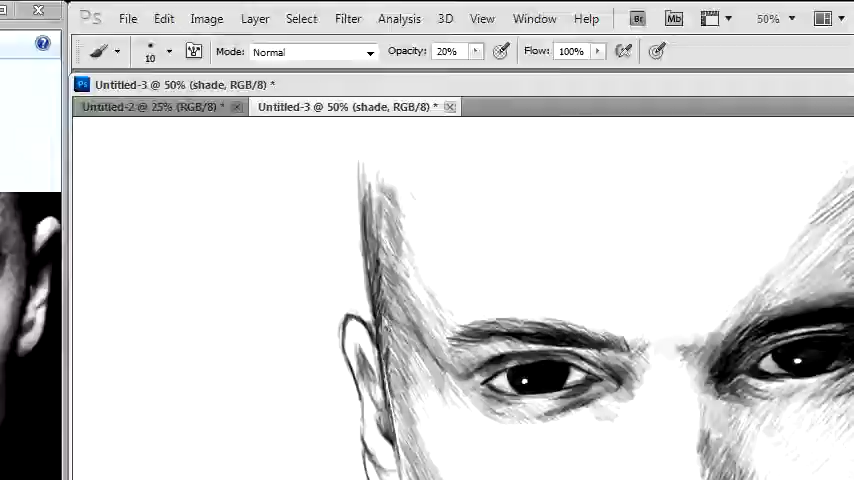 Ps File Edit Image Layer Select Filter Analysis 3D View Window Help Br Mb 50%
10 Mode: Normal Opacity: 20% Flow: 100%
Ps Untitled-3 @ 50% (shade, RGB/8) *
Untitled-2 @ 25% (RGB/8) * Untitled-3 @ 50% (shade, RGB/8) *